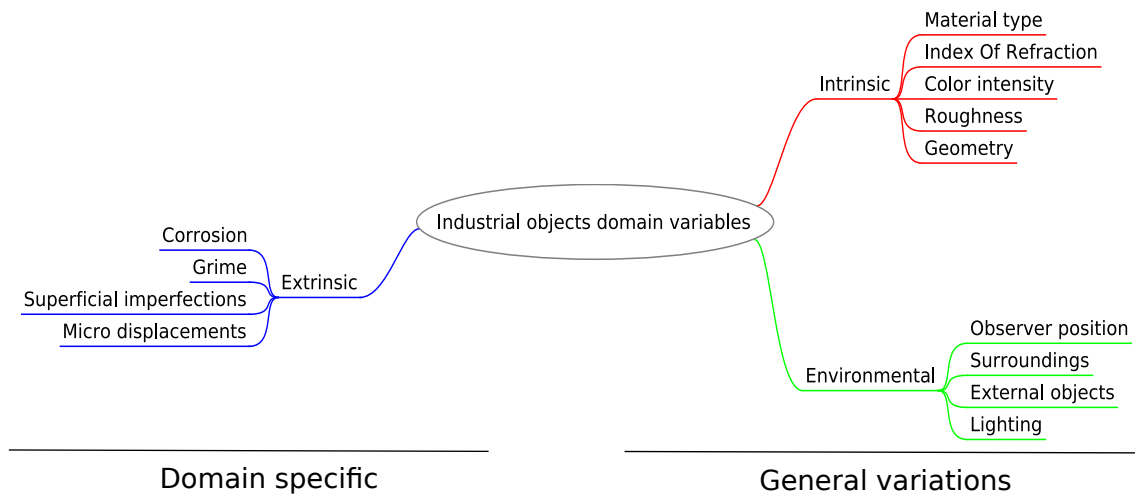 Industrial objects domain variables
Intrinsic
Material type
Index Of Refraction
Color intensity
Roughness
Geometry
Environmental
Observer position
Surroundings
External objects
Lighting
Extrinsic
Corrosion
Grime
Superficial imperfections
Micro displacements
Domain specific
General variations